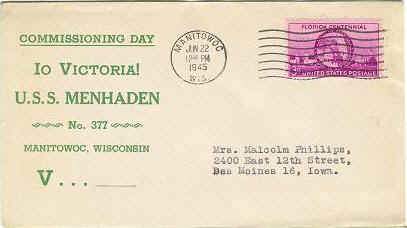 COMMISSIONING DAY
IO VICTORIA!
U.S.S. MENHADEN
No. 377
MANITOWOC, WISCONSIN
V...
MANITOWOC
JUN 22
PM
1945
WIS.
FLORIDA CENTENNIAL
UNITED STATES POSTAGE
Mrs. Malcolm Phillips,
2400 East 12th Street,
Des Moines 16, Iown.